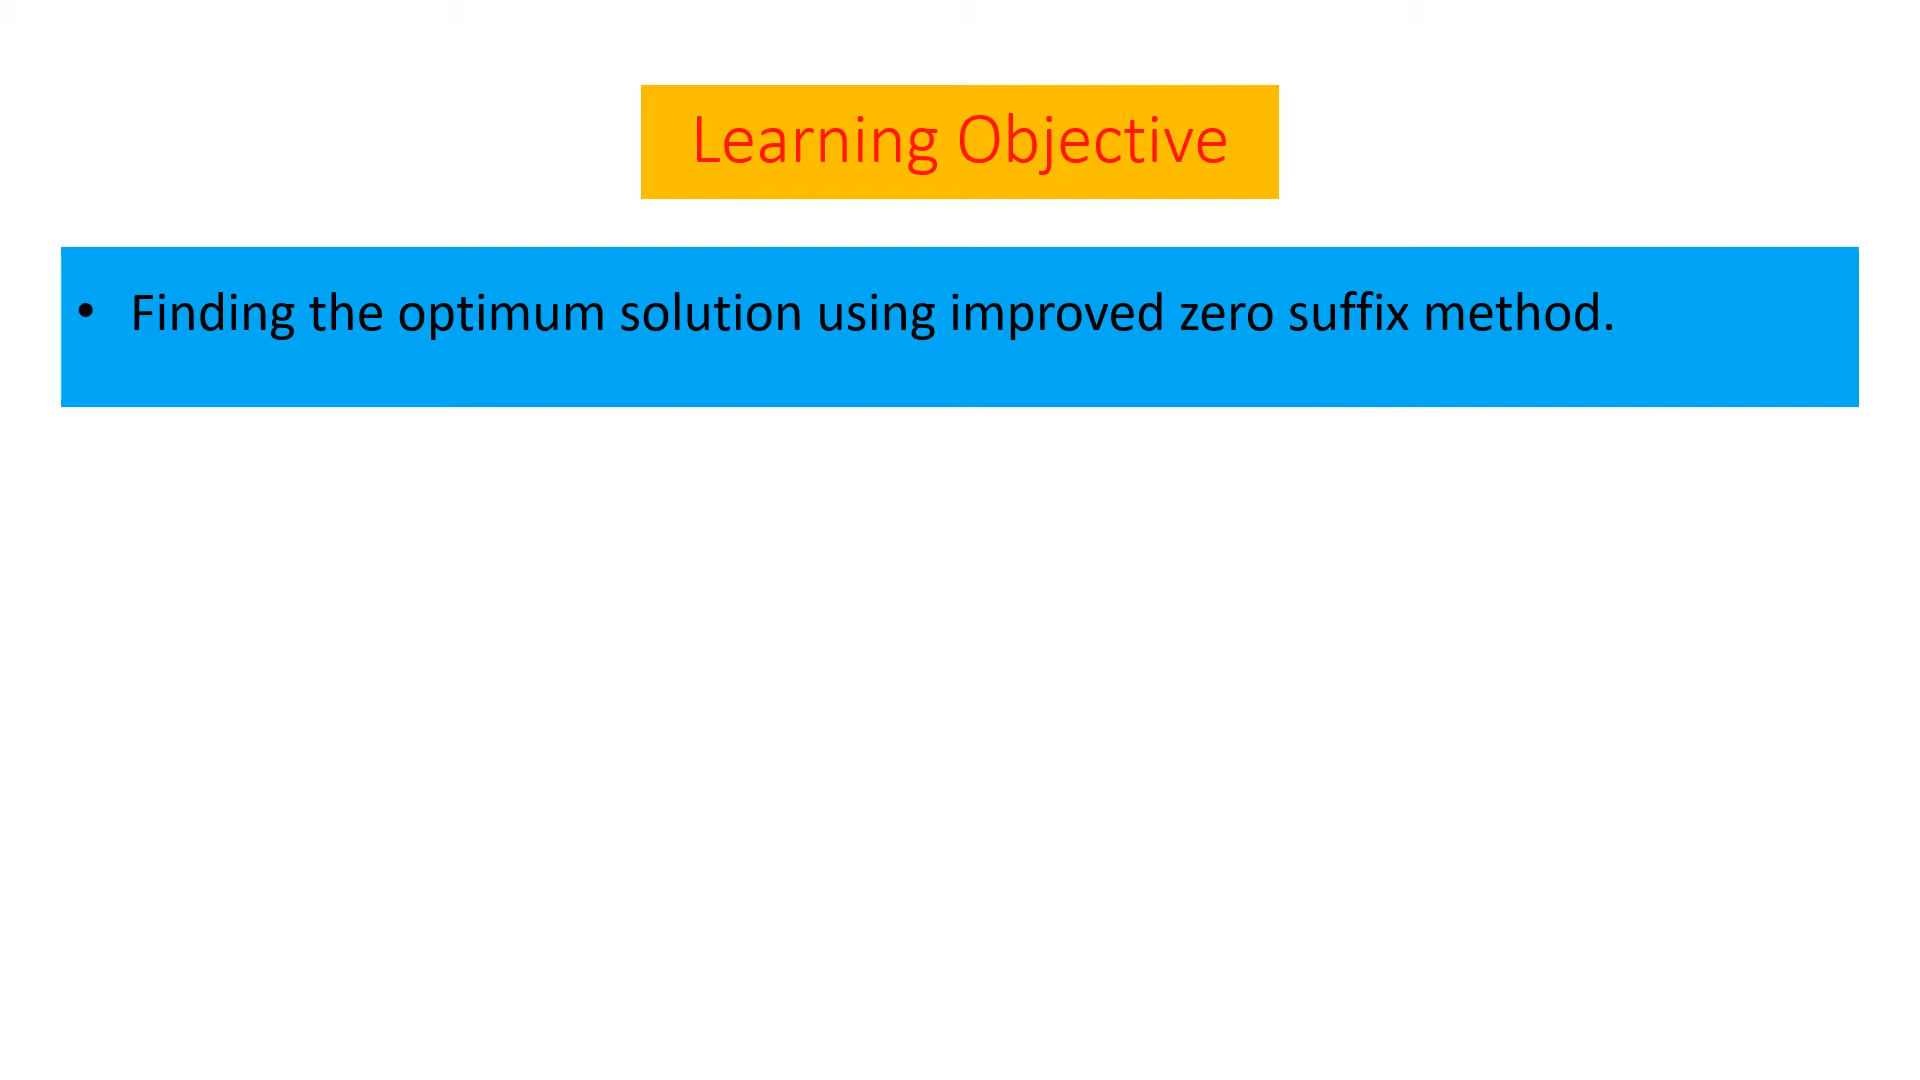 Learning Objective
• Finding the optimum solution using improved zero suffix method.